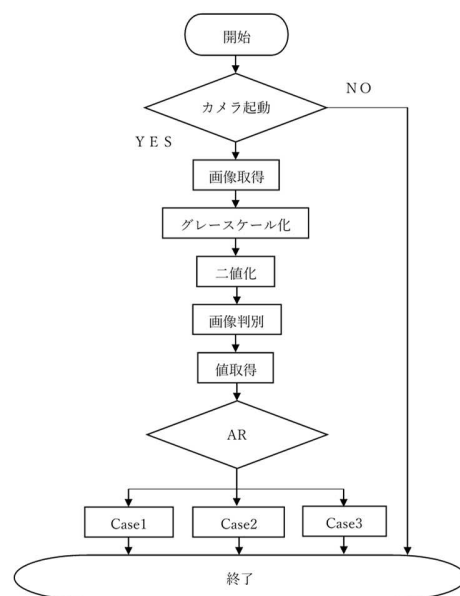 開始
カメラ起動
NO
YES
画像取得
グレースケール化
二値化
画像判別
値取得
AR
Case1
Case2
Case3
終了